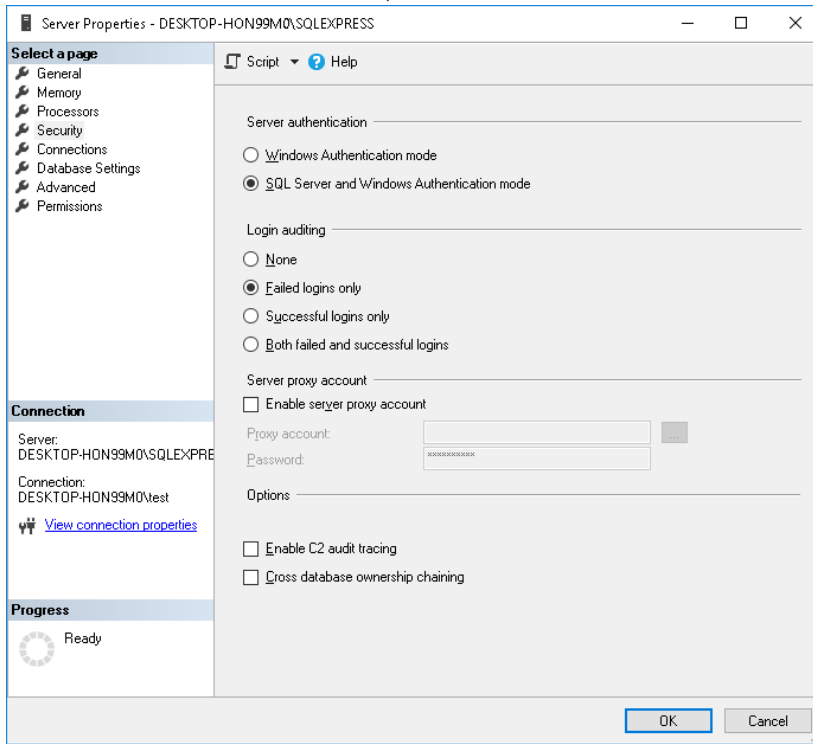 Server Properties - DESKTOP-HON99M0\SQLEXPRESS
Select a page
General
Memory
Processors
Security
Connections
Database Settings
Advanced
Permissions
Script
Help
Server authentication
Windows Authentication mode
SQL Server and Windows Authentication mode
Login auditing
None
Failed logins only
Successful logins only
Both failed and successful logins
Server proxy account
Enable server proxy account
Proxy account:
...
Password:
**********
Options
Enable C2 audit tracing
Cross database ownership chaining
Connection
Server:
DESKTOP-HON99M0\SQLEXPRE
Connection:
DESKTOP-HON99M0\test
View connection properties
Progress
Ready
OK
Cancel